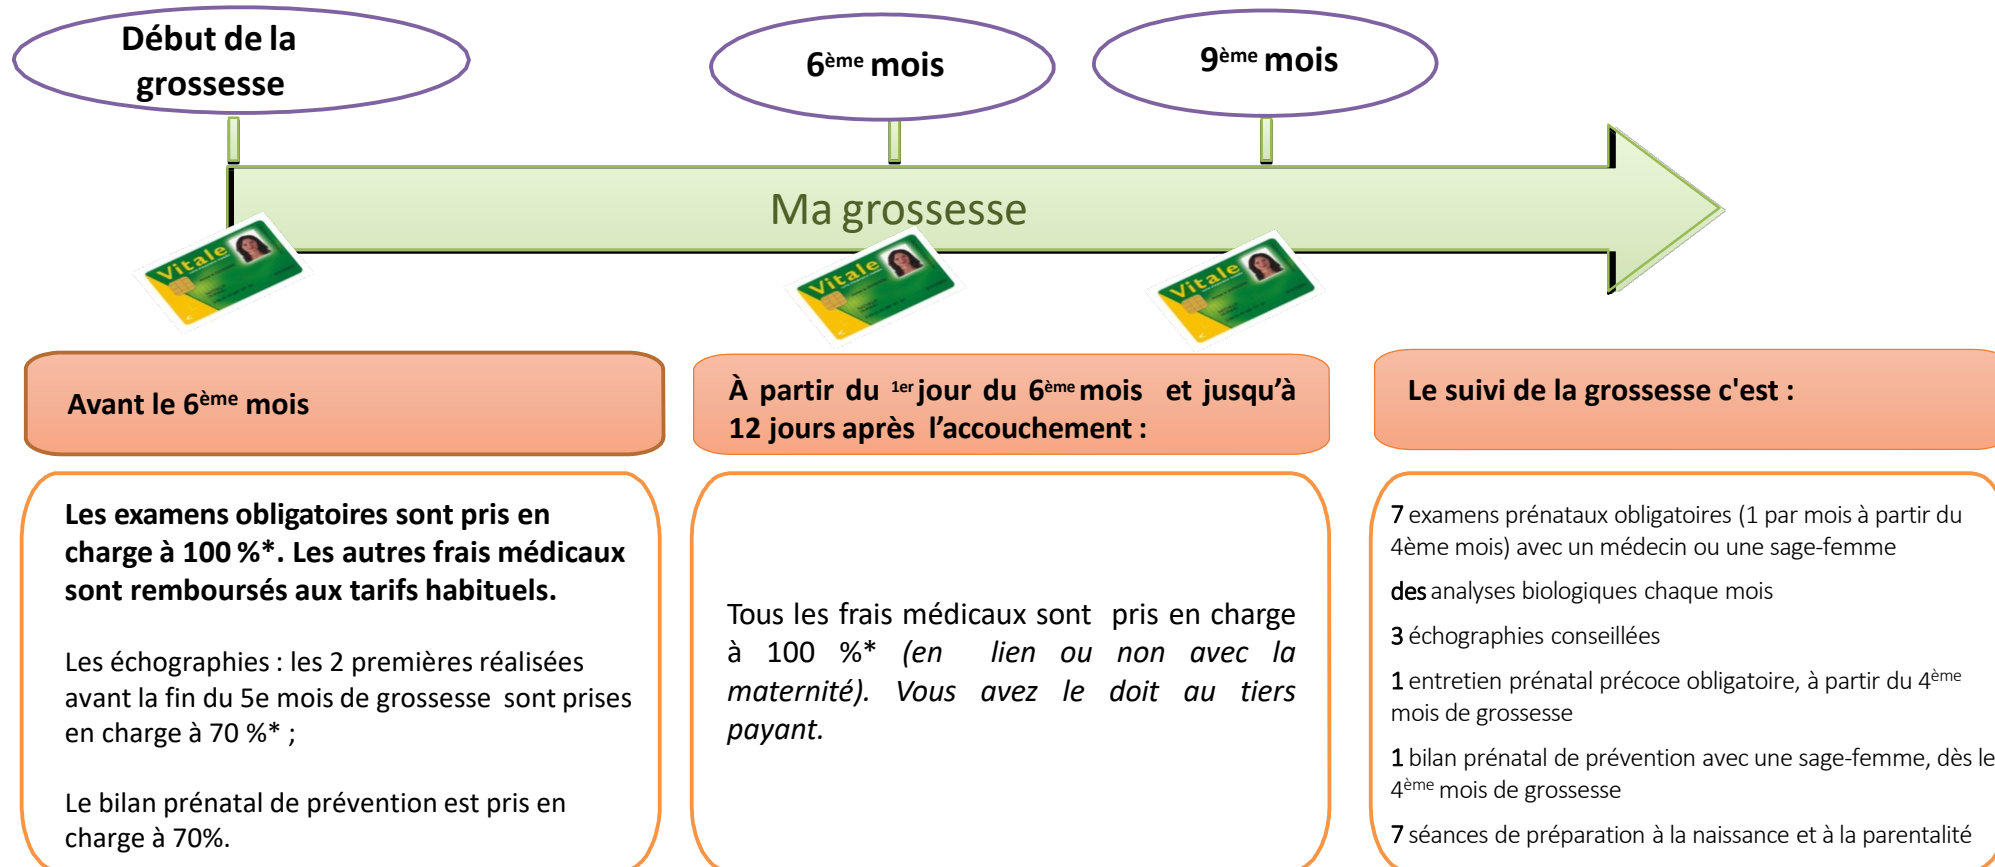 Début de la
grossesse
6ème mois
9ème mois
Ma grossesse
Vitale
Vitale
Vitale
Avant le 6ème mois
À partir du 1er jour du 6ème mois et jusqu’à
12 jours après l’accouchement :
Le suivi de la grossesse c'est :
Les examens obligatoires sont pris en
charge à 100 %*. Les autres frais médicaux
sont remboursés aux tarifs habituels.
Les échographies : les 2 premières réalisées
avant la fin du 5e mois de grossesse sont prises
en charge à 70 %* ;
Le bilan prénatal de prévention est pris en
charge à 70%.
Tous les frais médicaux sont pris en charge
à 100 %* (en lien ou non avec la
maternité). Vous avez le doit au tiers
payant.
7 examens prénataux obligatoires (1 par mois à partir du
4ème mois) avec un médecin ou une sage-femme
des analyses biologiques chaque mois
3 échographies conseillées
1 entretien prénatal précoce obligatoire, à partir du 4ème
mois de grossesse
1 bilan prénatal de prévention avec une sage-femme, dès le
4ème mois de grossesse
7 séances de préparation à la naissance et à la parentalité